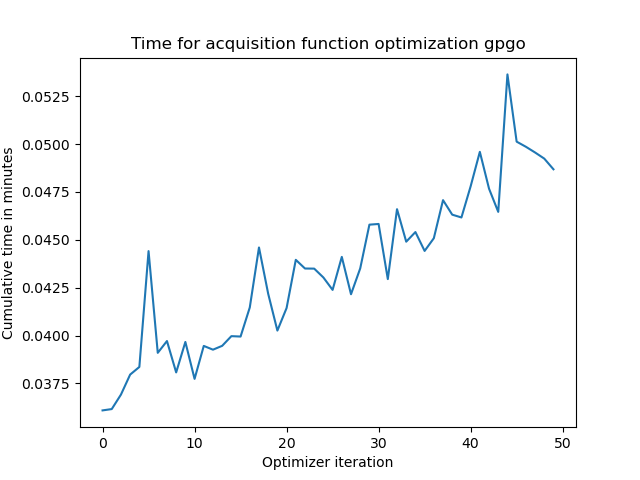 Time for acquisition function optimization gpgo
Cumulative time in minutes
0.0525
0.0500
0.0475
0.0450
0.0425
0.0400
0.0375
0 10 20 30 40 50
Optimizer iteration